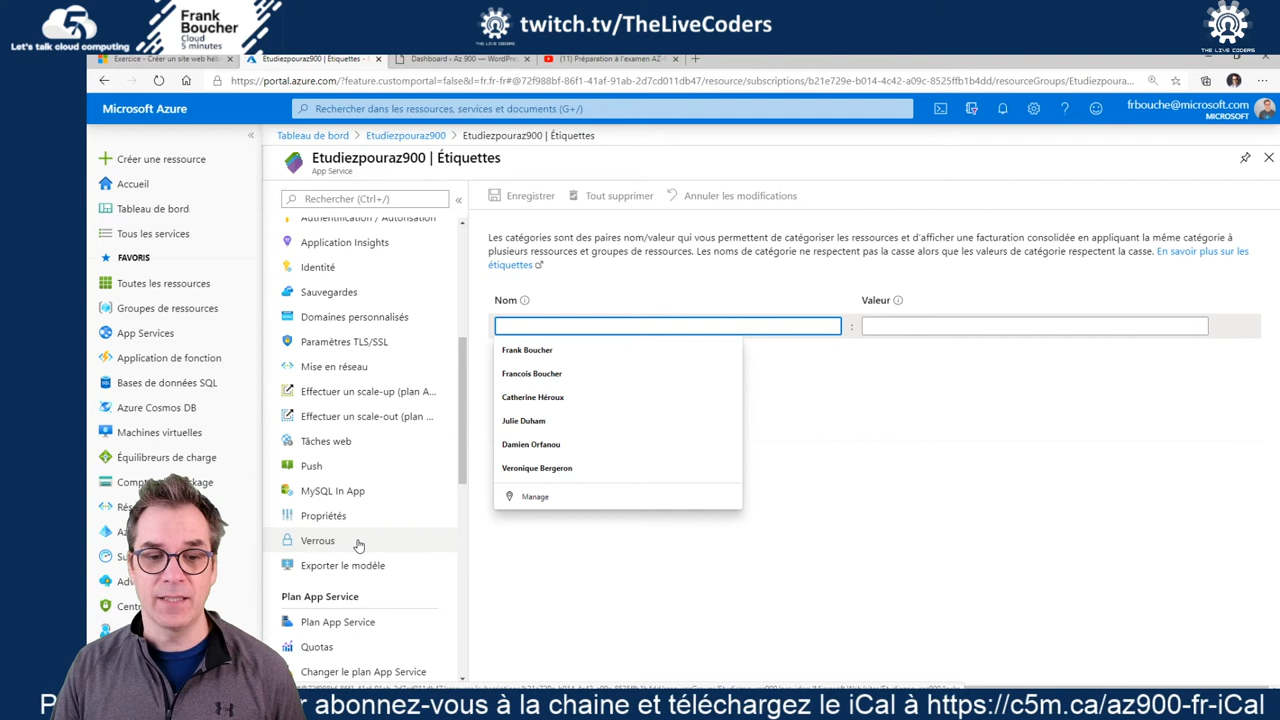 Let's talk cloud computing
Frank
Boucher
Cloud
5 minutes
twitch.tv/TheLiveCoders
THE LIVE CODERS
THE LIVE CODERS
Exercice - Créer un site web héb
Etudiezpouraz900 | Étiquettes -
Dashboard ‹ Az 900 — WordPre
(11) Préparation à l'examen AZ-
https://portal.azure.com/?feature.customportal=false&l=fr.fr-fr#@72f988bf-86f1-41af-91ab-2d7cd011db47/resource/subscriptions/b21e729e-b014-4c42-a09c-8525ffb1b4dd/resourceGroups/Etudiezpoura...
Microsoft Azure
Rechercher dans les ressources, services et documents (G+/)
frbouche@microsoft.com
MICROSOFT
Tableau de bord > Etudiezpouraz900 > Etudiezpouraz900 | Étiquettes
Etudiezpouraz900 | Étiquettes
App Service
Créer une ressource
Accueil
Tableau de bord
Tous les services
FAVORIS
Toutes les ressources
Groupes de ressources
App Services
Application de fonction
Bases de données SQL
Azure Cosmos DB
Machines virtuelles
Équilibreurs de charge
Rechercher (Ctrl+/)
Authentification / Autorisation
Application Insights
Identité
Sauvegardes
Domaines personnalisés
Paramètres TLS/SSL
Mise en réseau
Effectuer un scale-up (plan A...
Effectuer un scale-out (plan ...
Tâches web
Push
MySQL In App
Propriétés
Verrous
Exporter le modèle
Plan App Service
Plan App Service
Quotas
Changer le plan App Service
Enregistrer
Tout supprimer
Annuler les modifications
Les catégories sont des paires nom/valeur qui vous permettent de catégoriser les ressources et d'afficher une facturation consolidée en appliquant la même catégorie à
plusieurs ressources et groupes de ressources. Les noms de catégorie ne respectent pas la casse alors que les valeurs de catégorie respectent la casse. En savoir plus sur les
étiquettes
Nom
Valeur
:
Frank Boucher
Francois Boucher
Catherine Héroux
Julie Duham
Damien Orfanou
Veronique Bergeron
Manage
r abonnez-vous à la chaine et téléchargez le iCal à https://c5m.ca/az900-fr-iCal